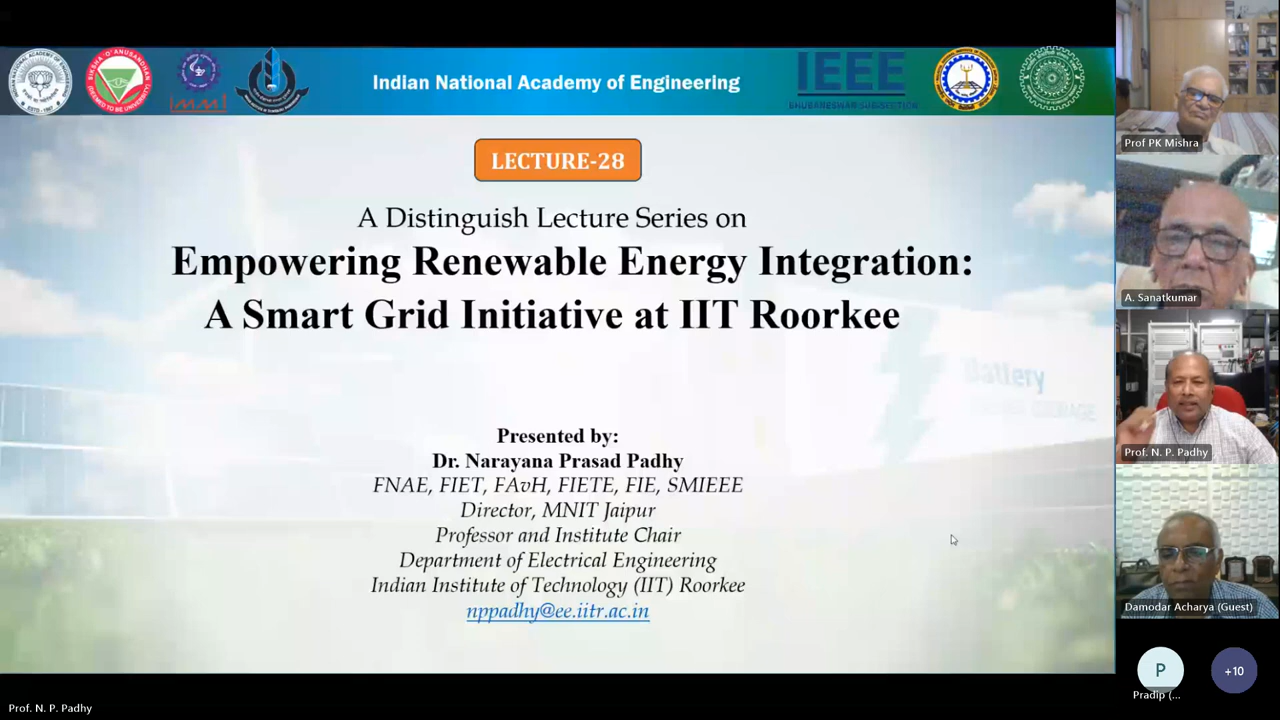 Indian National Academy of Engineering
IEEE
BHUBANESWAR SUB-SECTION
LECTURE-28
A Distinguish Lecture Series on
Empowering Renewable Energy Integration:
A Smart Grid Initiative at IIT Roorkee
Battery
Presented by:
Dr. Narayana Prasad Padhy
FNAE, FIET, FAvH, FIETE, FIE, SMIEEE
Director, MNIT Jaipur
Professor and Institute Chair
Department of Electrical Engineering
Indian Institute of Technology (IIT) Roorkee
nppadhy@ee.iitr.ac.in
Prof PK Mishra
A. Sanatkumar
Prof. N. P. Padhy
Damodar Acharya (Guest)
P
Pradip (...
+10
Prof. N. P. Padhy